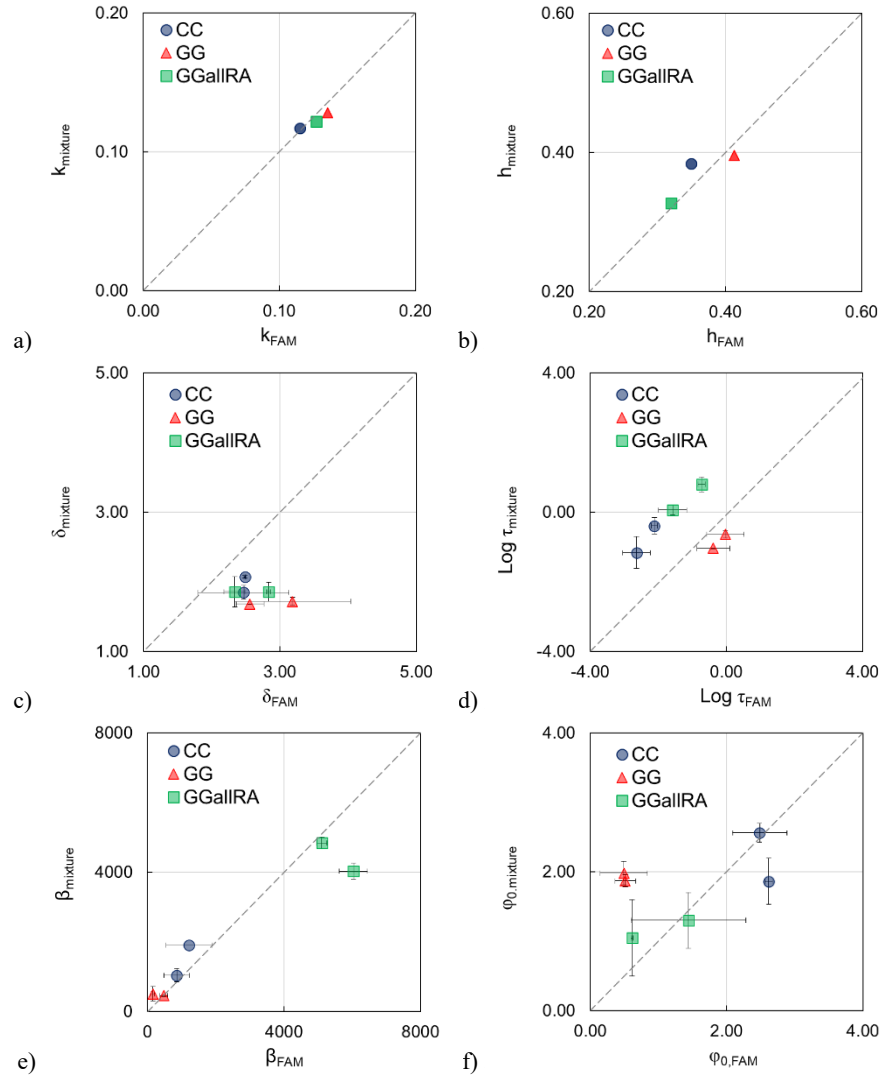 0.20
CC
GG
GGallRA
k_mixture
0.10
0.00
0.00 0.10 0.20
a) k_FAM
0.60
CC
GG
GGallRA
h_mixture
0.40
0.20
0.20 0.40 0.60
b) h_FAM
5.00
CC
GG
GGallRA
δ_mixture
3.00
1.00
1.00 3.00 5.00
c) δ_FAM
4.00
CC
GG
GGallRA
Log τ_mixture
0.00
-4.00
-4.00 0.00 4.00
d) Log τ_FAM
8000
CC
GG
GGallRA
β_mixture
4000
0
0 4000 8000
e) β_FAM
4.00
CC
GG
GGallRA
φ_0,mixture
2.00
0.00
0.00 2.00 4.00
f) φ_0,FAM